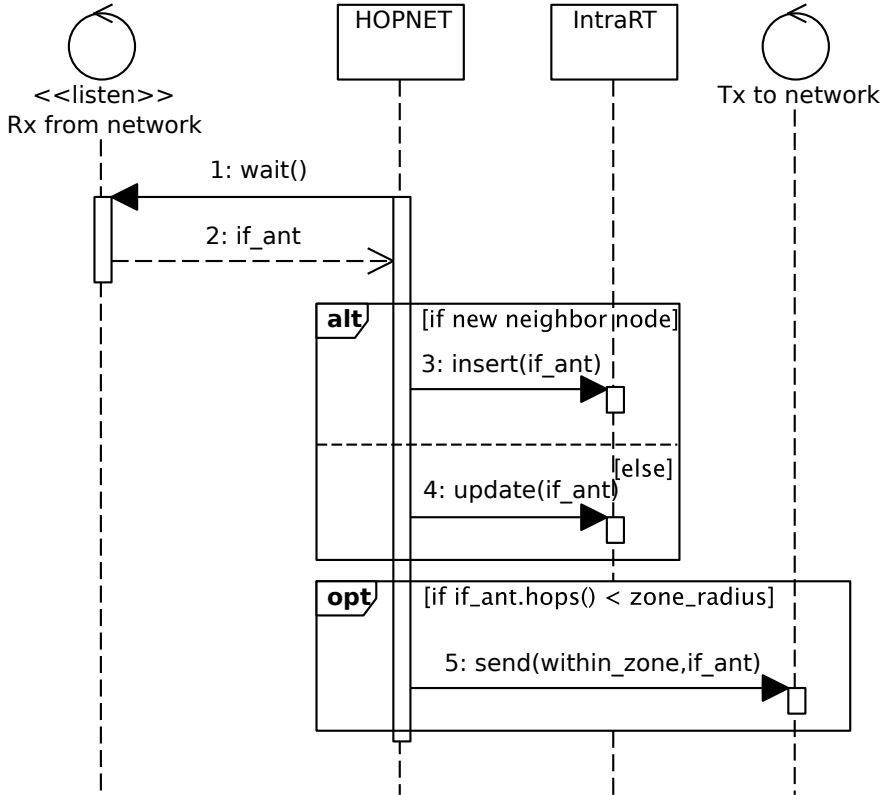 HOPNET
IntraRT
<<listen>>
Rx from network
Tx to network
1: wait()
2: if_ant
alt
[if new neighbor node]
3: insert(if_ant)
[else]
4: update(if_ant)
opt
[if if_ant.hops() < zone_radius]
5: send(within_zone,if_ant)